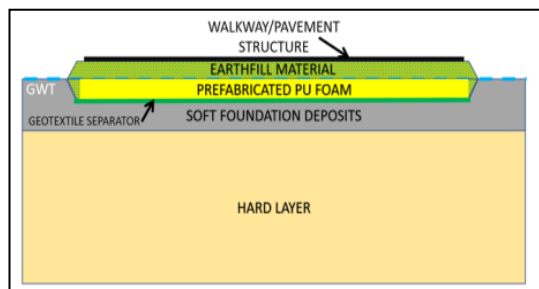 WALKWAY/PAVEMENT
STRUCTURE
EARTHFILL MATERIAL
GWT
PREFABRICATED PU FOAM
GEOTEXTILE SEPARATOR
SOFT FOUNDATION DEPOSITS
HARD LAYER